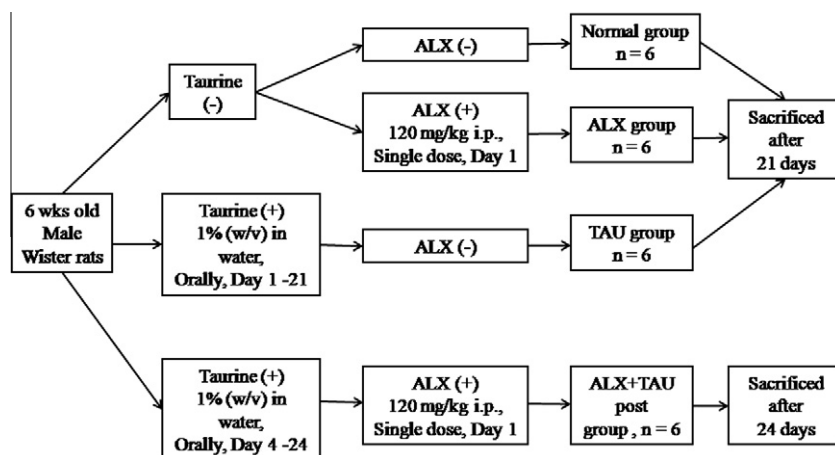 Taurine
(-)
ALX (-)
Normal group
n = 6
ALX (+)
120 mg/kg i.p.,
Single dose, Day 1
ALX group
n = 6
Sacrificed
after
21 days
6 wks old
Male
Wister rats
Taurine (+)
1% (w/v) in
water,
Orally, Day 1 -21
ALX (-)
TAU group
n = 6
Taurine (+)
1% (w/v) in
water,
Orally, Day 4 -24
ALX (+)
120 mg/kg i.p.,
Single dose, Day 1
ALX+TAU
post
group , n = 6
Sacrificed
after
24 days